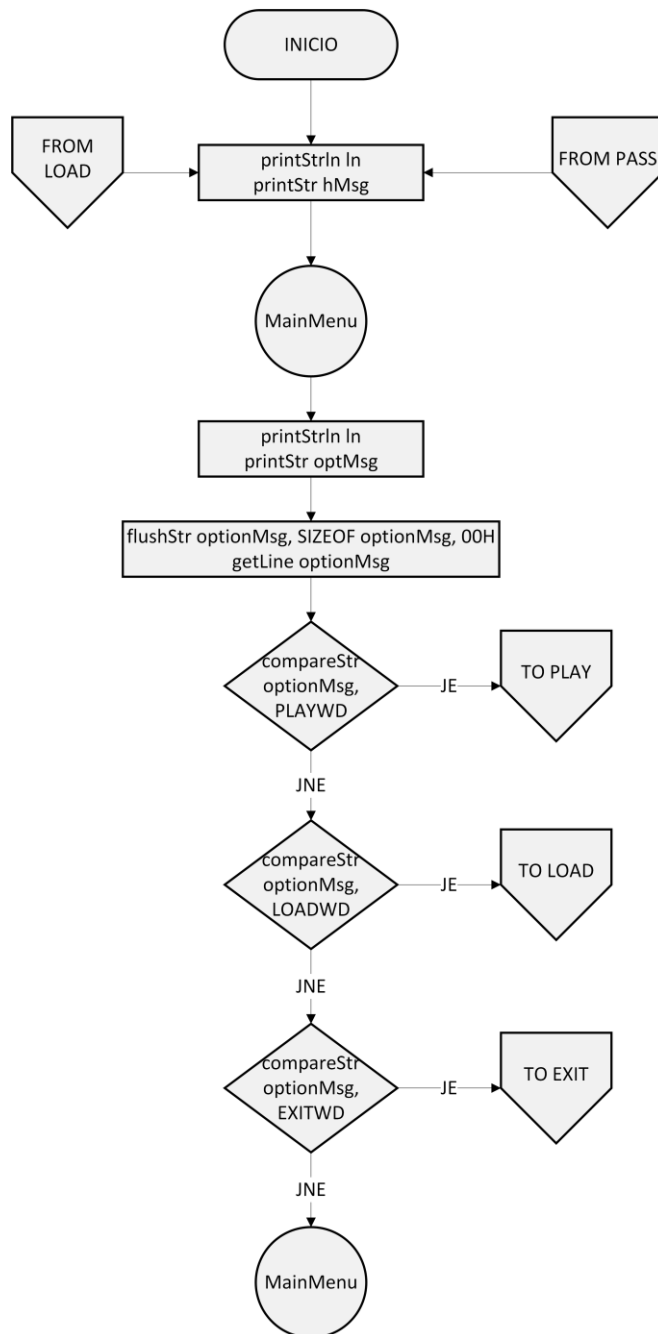 INICIO
FROM
LOAD
printStrln ln
printStr hMsg
FROM PASS
MainMenu
printStrln ln
printStr optMsg
flushStr optionMsg, SIZEOF optionMsg, 00H
getLine optionMsg
compareStr
optionMsg,
PLAYWD
JE
TO PLAY
JNE
compareStr
optionMsg,
LOADWD
JE
TO LOAD
JNE
compareStr
optionMsg,
EXITWD
JE
TO EXIT
JNE
MainMenu